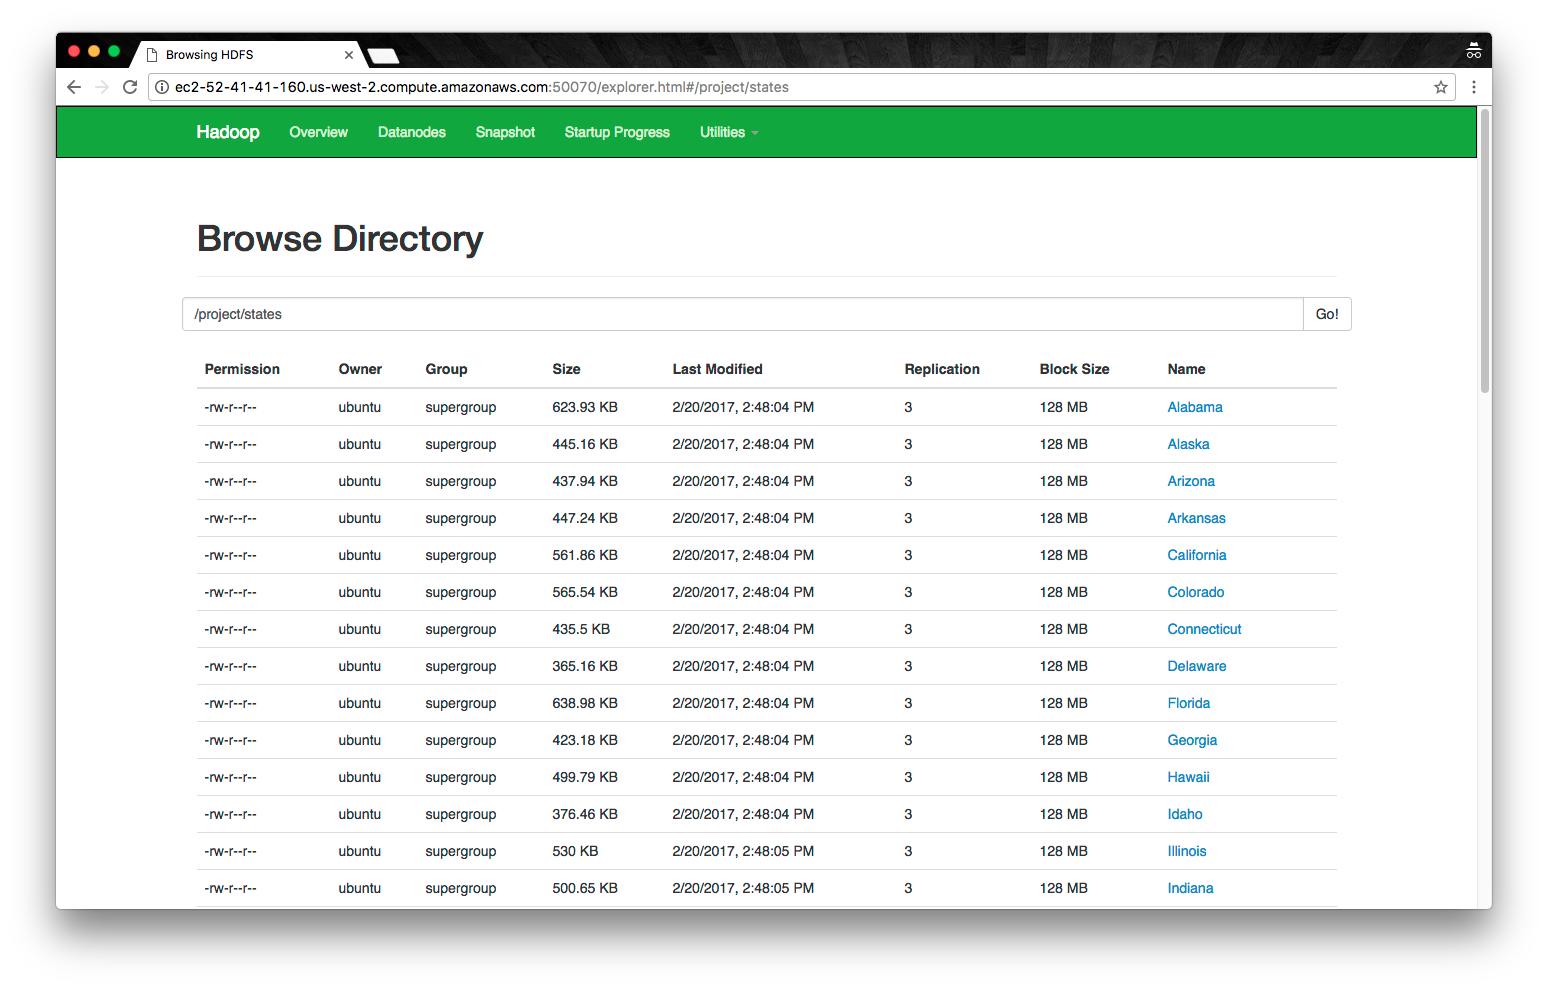 Browsing HDFS
ec2-52-41-41-160.us-west-2.compute.amazonaws.com:50070/explorer.html#/project/states
Hadoop Overview Datanodes Snapshot Startup Progress Utilities
Browse Directory
/project/states Go!
Permission Owner Group Size Last Modified Replication Block Size Name
-rw-r--r-- ubuntu supergroup 623.93 KB 2/20/2017, 2:48:04 PM 3 128 MB Alabama
-rw-r--r-- ubuntu supergroup 445.16 KB 2/20/2017, 2:48:04 PM 3 128 MB Alaska
-rw-r--r-- ubuntu supergroup 437.94 KB 2/20/2017, 2:48:04 PM 3 128 MB Arizona
-rw-r--r-- ubuntu supergroup 447.24 KB 2/20/2017, 2:48:04 PM 3 128 MB Arkansas
-rw-r--r-- ubuntu supergroup 561.86 KB 2/20/2017, 2:48:04 PM 3 128 MB California
-rw-r--r-- ubuntu supergroup 565.54 KB 2/20/2017, 2:48:04 PM 3 128 MB Colorado
-rw-r--r-- ubuntu supergroup 435.5 KB 2/20/2017, 2:48:04 PM 3 128 MB Connecticut
-rw-r--r-- ubuntu supergroup 365.16 KB 2/20/2017, 2:48:04 PM 3 128 MB Delaware
-rw-r--r-- ubuntu supergroup 638.98 KB 2/20/2017, 2:48:04 PM 3 128 MB Florida
-rw-r--r-- ubuntu supergroup 423.18 KB 2/20/2017, 2:48:04 PM 3 128 MB Georgia
-rw-r--r-- ubuntu supergroup 499.79 KB 2/20/2017, 2:48:04 PM 3 128 MB Hawaii
-rw-r--r-- ubuntu supergroup 376.46 KB 2/20/2017, 2:48:04 PM 3 128 MB Idaho
-rw-r--r-- ubuntu supergroup 530 KB 2/20/2017, 2:48:05 PM 3 128 MB Illinois
-rw-r--r-- ubuntu supergroup 500.65 KB 2/20/2017, 2:48:05 PM 3 128 MB Indiana